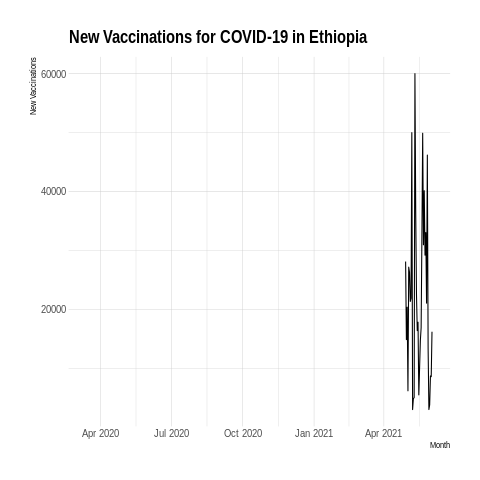 New Vaccinations for COVID-19 in Ethiopia
New Vaccinations
60000
40000
20000
Apr 2020 Jul 2020 Oct 2020 Jan 2021 Apr 2021
Month